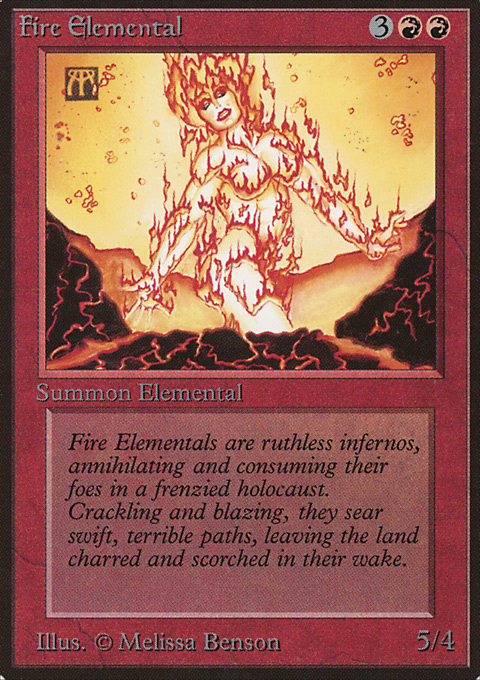 Fire Elemental 3
Summon Elemental
Fire Elementals are ruthless infernos,
annihilating and consuming their
foes in a frenzied holocaust.
Crackling and blazing, they sear
swift, terrible paths, leaving the land
charred and scorched in their wake.
Illus. © Melissa Benson 5/4